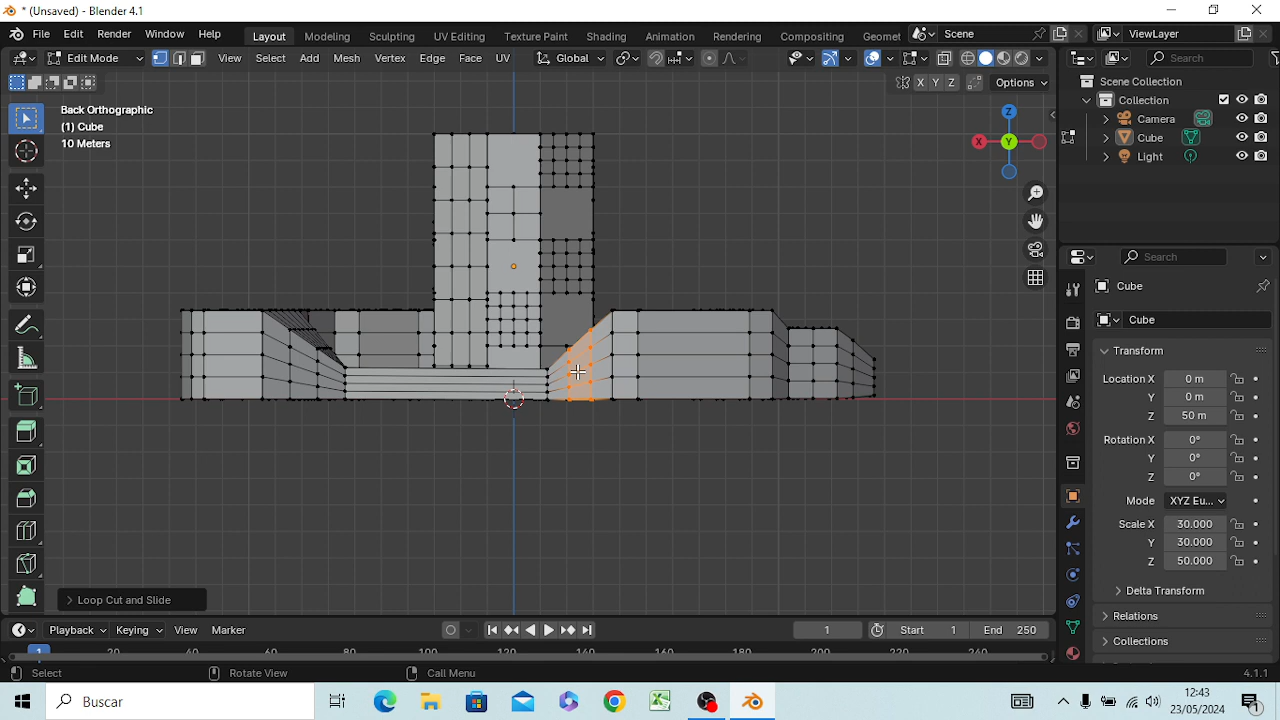 * (Unsaved) - Blender 4.1
File Edit Render Window Help Layout Modeling Sculpting UV Editing Texture Paint Shading Animation Rendering Compositing Geomet Scene ViewLayer
Edit Mode View Select Add Mesh Vertex Edge Face UV Global Search
X Y Z Options
Back Orthographic
(1) Cube
10 Meters
Z
X
Y
Scene Collection
Collection
Camera
Cube
Light
Search
Cube
Cube
Transform
Location X 0 m
Y 0 m
Z 50 m
Rotation X 0°
Y 0°
Z 0°
Mode XYZ Eu...
Scale X 30.000
Y 30.000
Z 50.000
Delta Transform
Relations
Collections
Loop Cut and Slide
Playback Keying View Marker 1 Start 1 End 250
1 20 40 60 80 100 120 140 160 180 200 220 240
Select Rotate View Call Menu 4.1.1
Buscar
12:43
23/05/2024